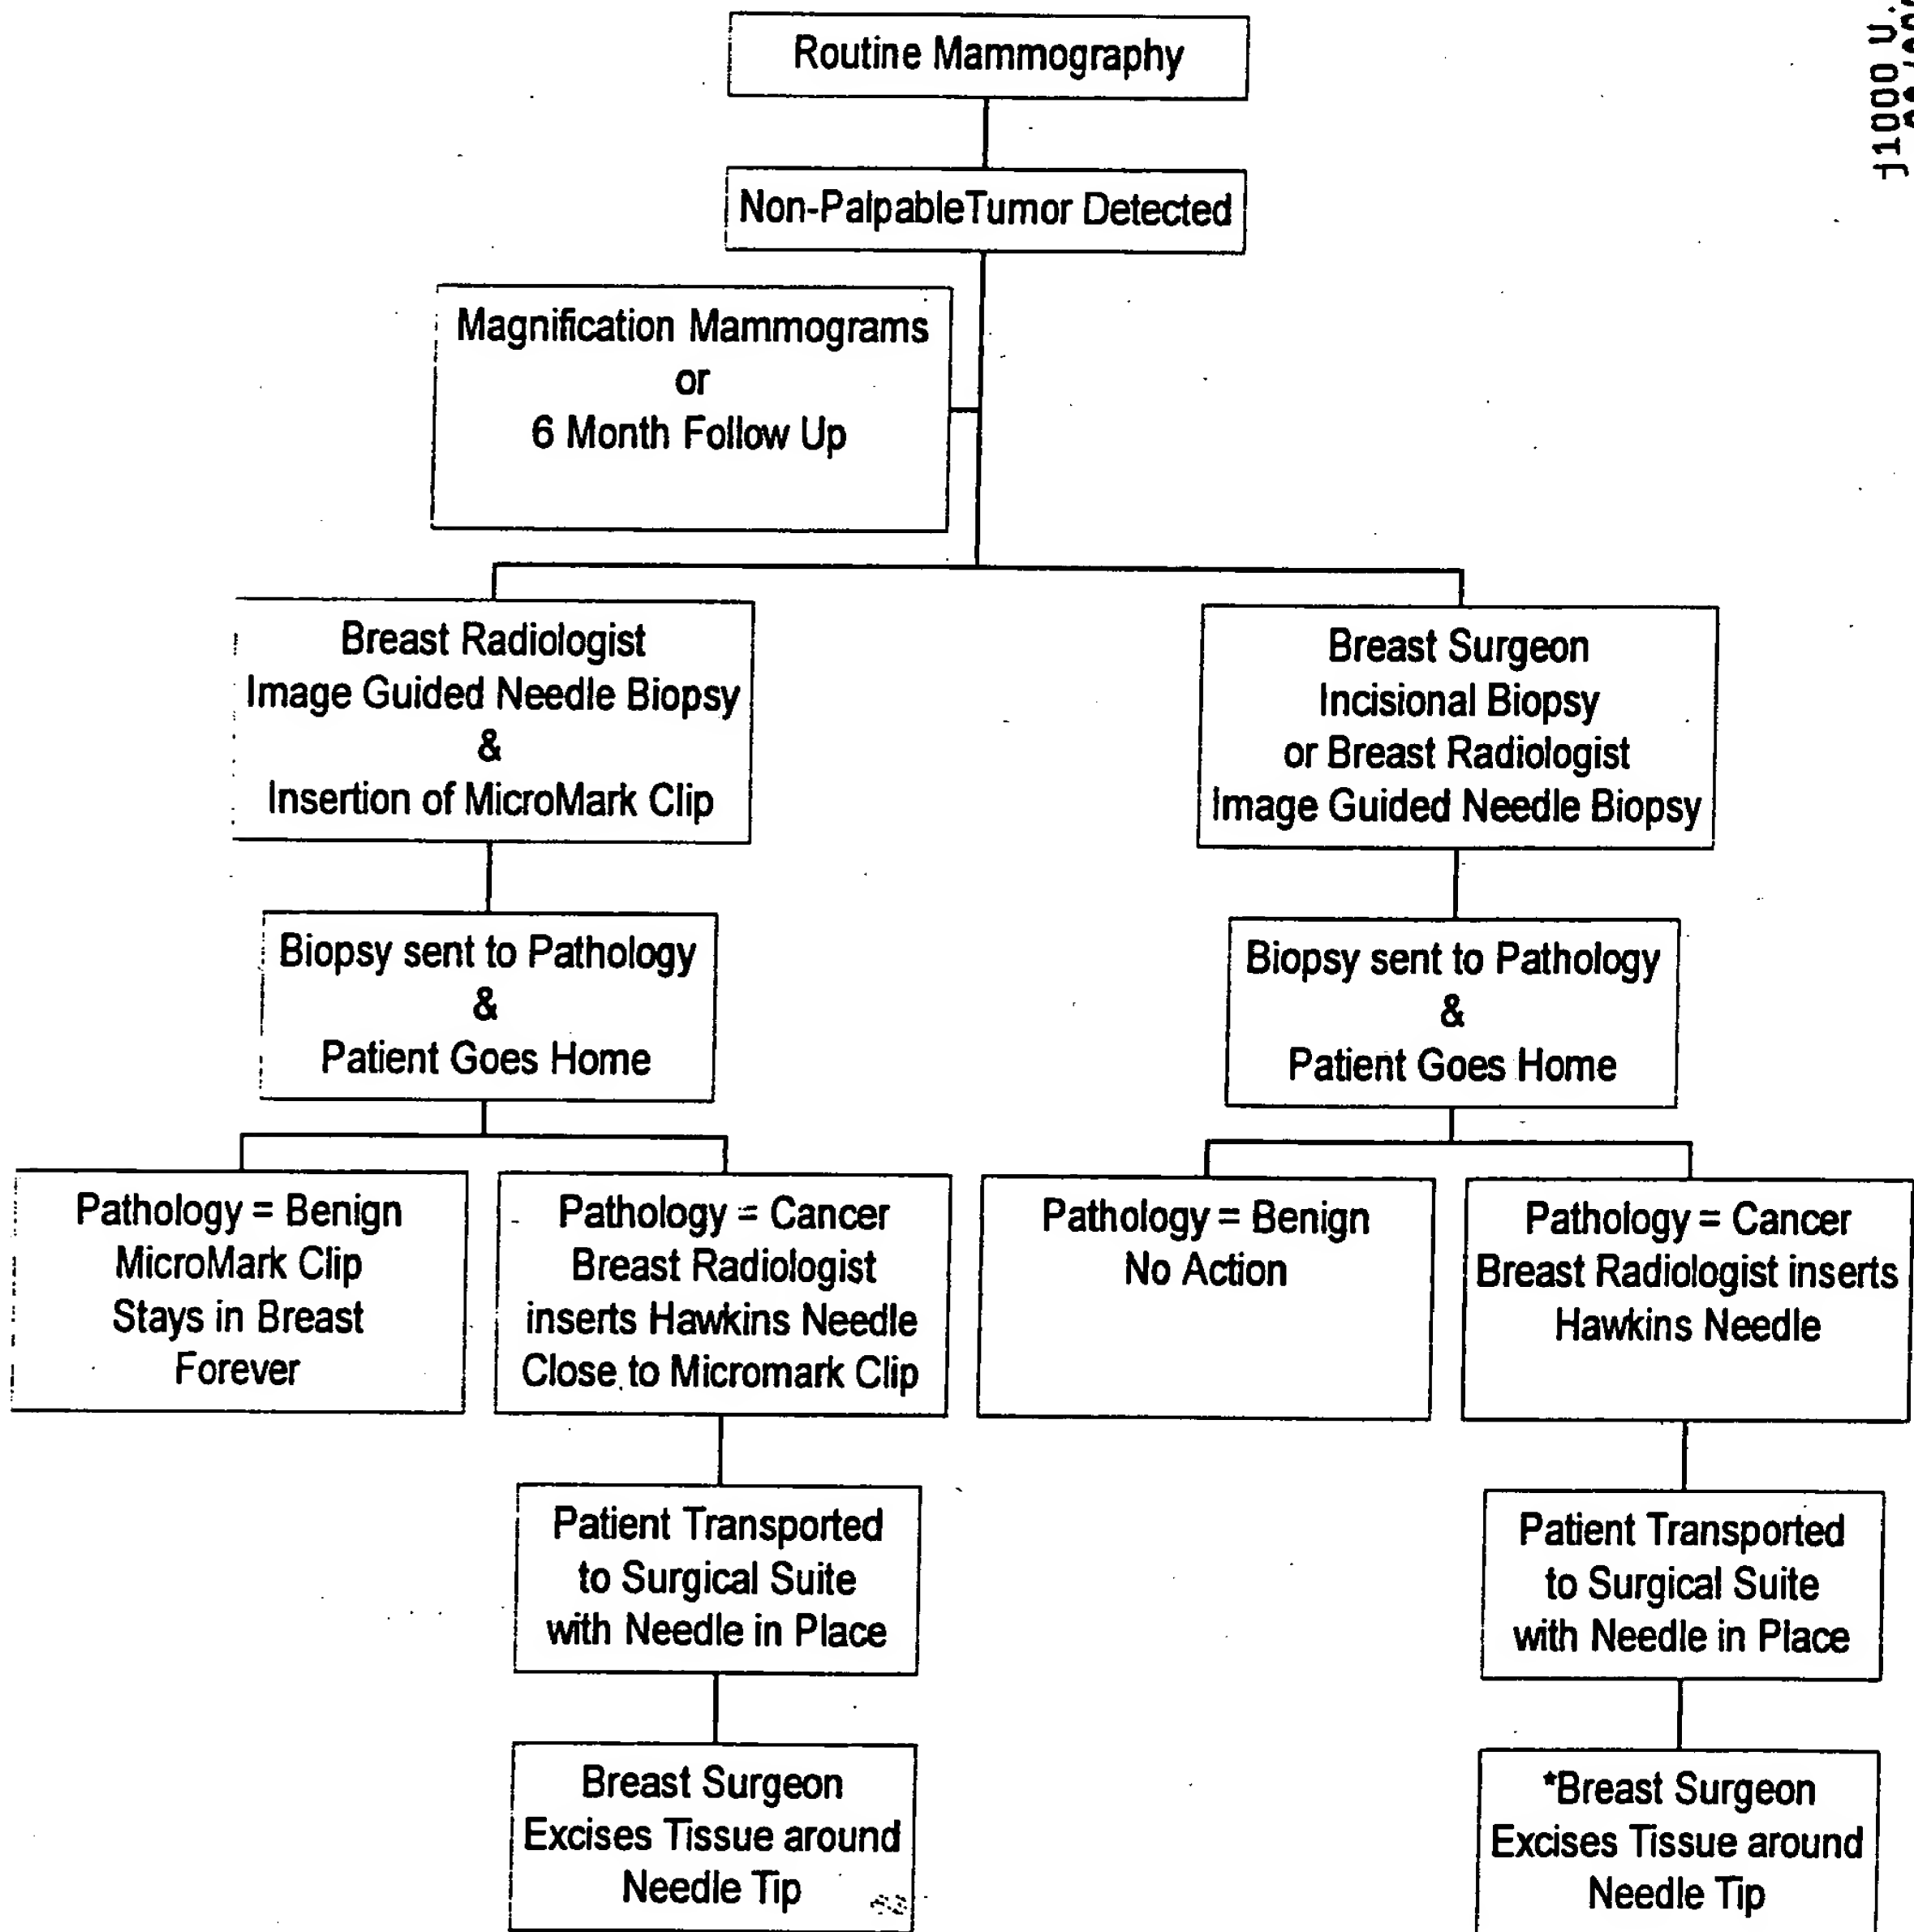 j1000 U.
Routine Mammography
Non-PalpableTumor Detected
Magnification Mammograms
or
6 Month Follow Up
Breast Radiologist
Image Guided Needle Biopsy
&
Insertion of MicroMark Clip
Breast Surgeon
Incisional Biopsy
or Breast Radiologist
Image Guided Needle Biopsy
Biopsy sent to Pathology
&
Patient Goes Home
Biopsy sent to Pathology
&
Patient Goes Home
Pathology = Benign
MicroMark Clip
Stays in Breast
Forever
Pathology = Cancer
Breast Radiologist
inserts Hawkins Needle
Close to Micromark Clip
Pathology = Benign
No Action
Pathology = Cancer
Breast Radiologist inserts
Hawkins Needle
Patient Transported
to Surgical Suite
with Needle in Place
Patient Transported
to Surgical Suite
with Needle in Place
Breast Surgeon
Excises Tissue around
Needle Tip
*Breast Surgeon
Excises Tissue around
Needle Tip